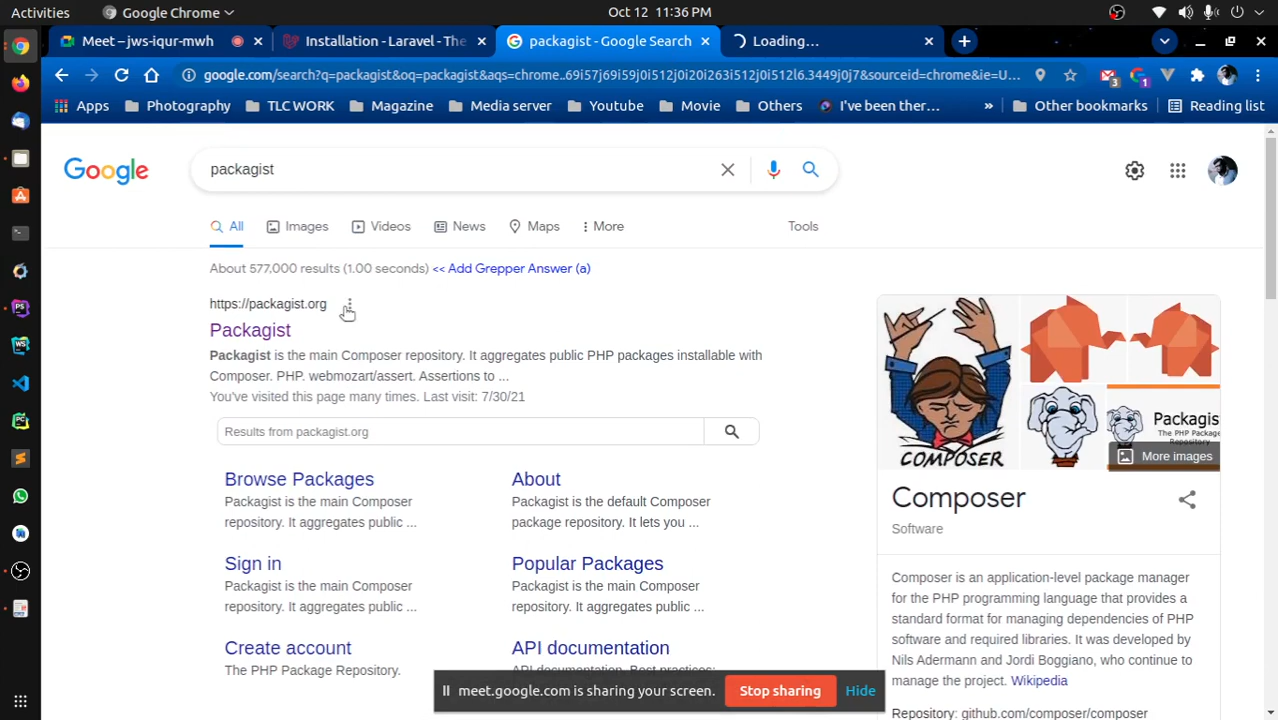 Activities
Google Chrome
Oct 12 11:36 PM
Meet – jws-iqur-mwh
Installation - Laravel - The
packagist - Google Search
Loading...
google.com/search?q=packagist&oq=packagist&aqs=chrome...69i57j69i59j0i512j0i20i263i512j0i512l6.3449j0j7&sourceid=chrome&ie=U...
3
1
Apps
Photography
TLC WORK
Magazine
Media server
Youtube
Movie
Others
I've been ther...
»
Other bookmarks
Reading list
Google
packagist
All
Images
Videos
News
Maps
More
Tools
About 577,000 results (1.00 seconds) << Add Grepper Answer (a)
https://packagist.org
Packagist
Packagist is the main Composer repository. It aggregates public PHP packages installable with
Composer. PHP. webmozart/assert. Assertions to ...
You've visited this page many times. Last visit: 7/30/21
Results from packagist.org
Browse Packages
Packagist is the main Composer
repository. It aggregates public ...
About
Packagist is the default Composer
package repository. It lets you ...
Sign in
Packagist is the main Composer
repository. It aggregates public ...
Popular Packages
Packagist is the main Composer
repository. It aggregates public ...
Create account
The PHP Package Repository.
API documentation
API documentation. Best practices:
COMPOSER
Packagis
The PHP Package
Repository
More images
Composer
Software
Composer is an application-level package manager
for the PHP programming language that provides a
standard format for managing dependencies of PHP
software and required libraries. It was developed by
Nils Adermann and Jordi Boggiano, who continue to
manage the project. Wikipedia
Repository: github.com/composer/composer
meet.google.com is sharing your screen.
Stop sharing
Hide